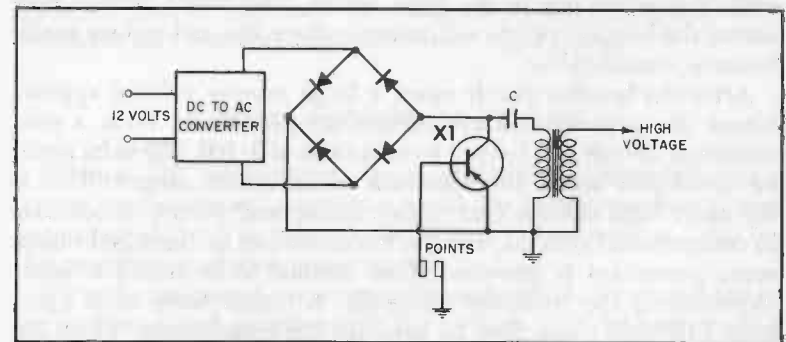 12 VOLTS
DC TO AC
CONVERTER
X1
C
HIGH
VOLTAGE
POINTS